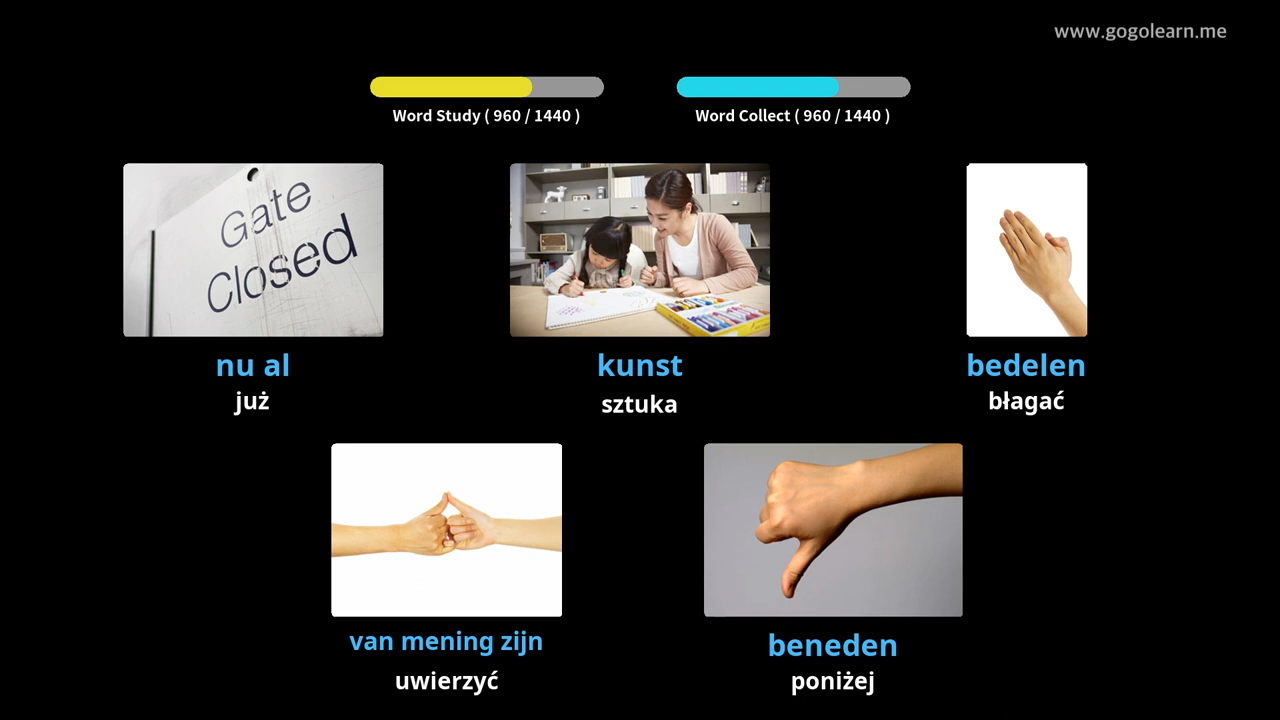 www.gogolearn.me
Word Study ( 960 / 1440 )
Word Collect ( 960 / 1440 )
Gate
Closed
nu al
już
kunst
sztuka
bedelen
błagać
van mening zijn
uwierzyć
beneden
poniżej